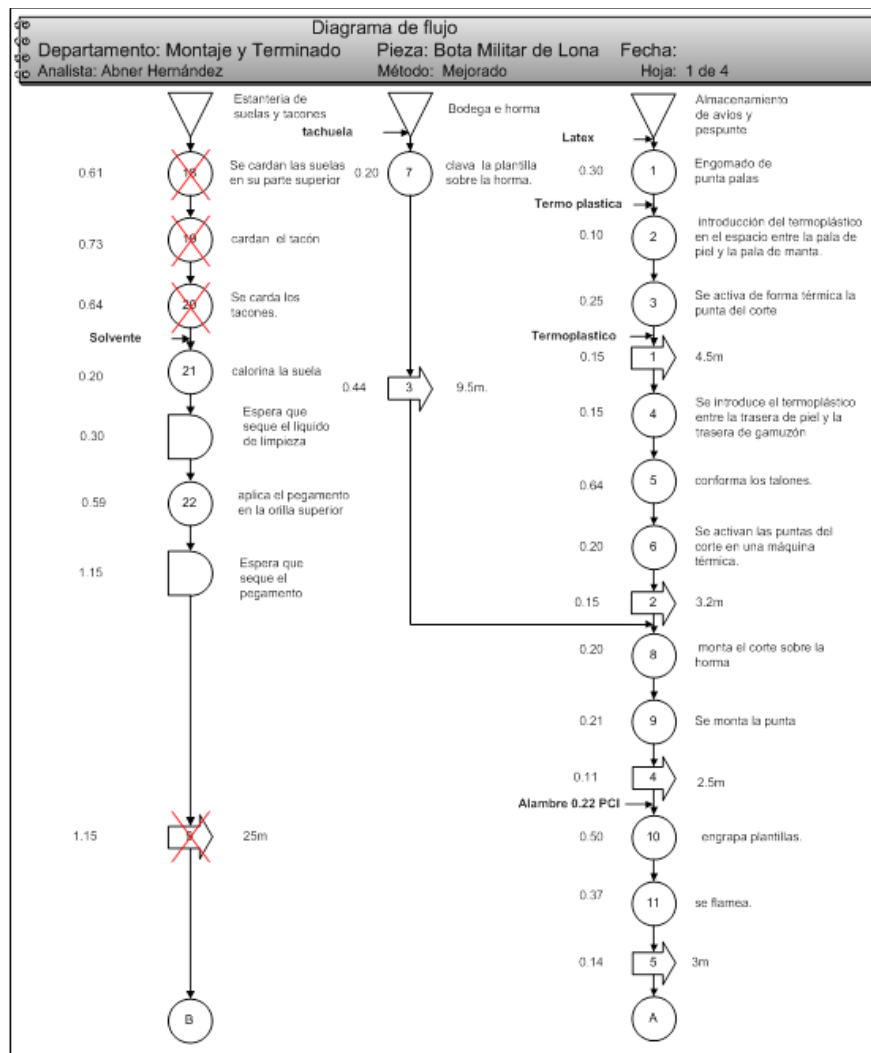 Diagrama de flujo
Departamento: Montaje y Terminado Pieza: Bota Militar de Lona Fecha:
Analista: Abner Hernández Método: Mejorado Hoja: 1 de 4
Estanteria de
suelas y tacones
0.61
18
Se cardan las suelas
en su parte superior
0.73
19
cardan el tacón
0.64
20
Se carda los
tacones.
Solvente
0.20
21
calorina la suela
0.30
Espera que
seque el liquido
de limpieza
0.59
22
aplica el pegamento
en la orilla superior
1.15
Espera que
seque el
pegamento
1.15
25m
B
Bodega e horma
tachuela
0.20
7
clava la plantilla
sobre la horma.
0.44
3
9.5m.
Almacenamiento
de avios y
pespunte
Latex
0.30
1
Engomado de
punta palas
Termo plastica
0.10
2
introducción del termoplástico
en el espacio entre la pala de
piel y la pala de manta.
0.25
3
Se activa de forma térmica la
punta del corte
Termoplastico
0.15
1
4.5m
0.15
4
Se introduce el termoplástico
entre la trasera de piel y la
trasera de gamuzón
0.64
5
conforma los talones.
0.20
6
Se activan las puntas del
corte en una máquina
térmica.
0.15
2
3.2m
0.20
8
monta el corte sobre la
horma
0.21
9
Se monta la punta
0.11
4
2.5m
Alambre 0.22 PCI
0.50
10
engrapa plantillas.
0.37
11
se flamea.
0.14
5
3m
A